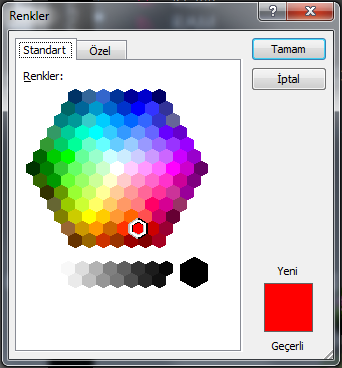 Renkler
Standart
Özel
Renkler:
Tamam
İptal
Yeni
Geçerli